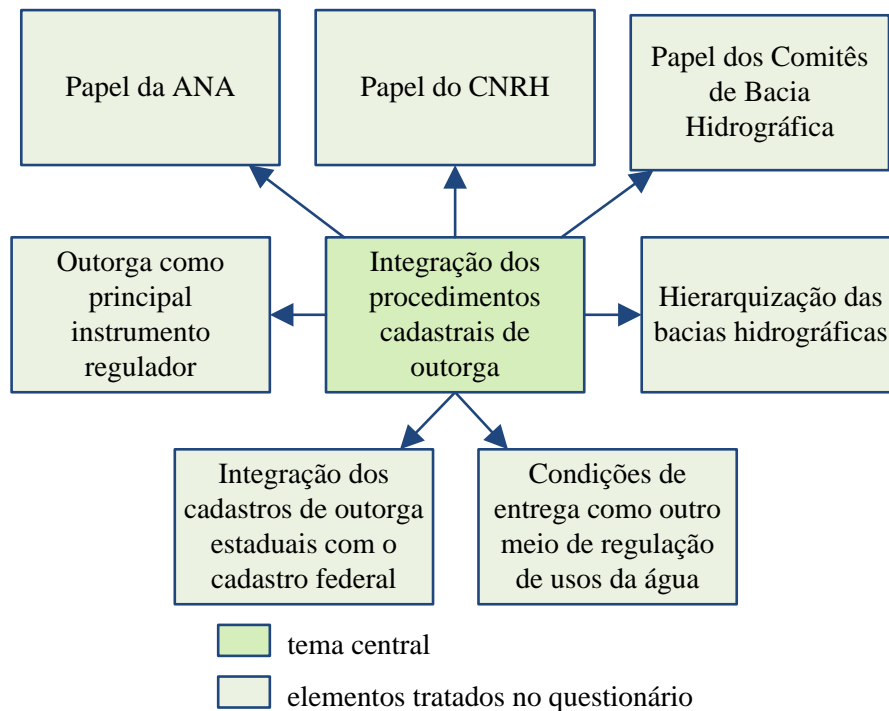 Papel da ANA
Papel do CNRH
Papel dos Comitês
de Bacia
Hidrográfica
Outorga como
principal
instrumento
regulador
Integração dos
procedimentos
cadastrais de
outorga
Hierarquização das
bacias hidrográficas
Integração dos
cadastros de outorga
estaduais com o
cadastro federal
Condições de
entrega como outro
meio de regulação
de usos da água
tema central
elementos tratados no questionário